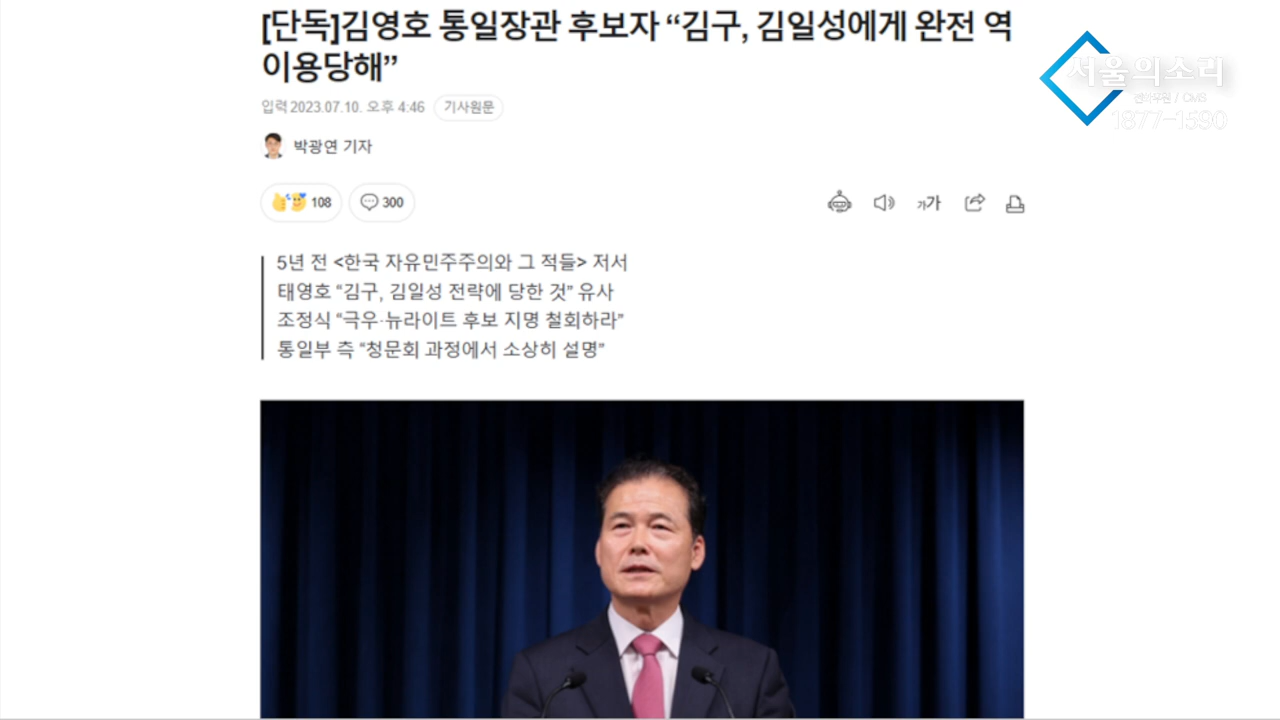 [단독]김영호 통일장관 후보자 “김구, 김일성에게 완전 역
이용당해”
입력 2023.07.10. 오후 4:46 기사원문
박광연 기자
108 300
가가
5년 전 <한국 자유민주주의와 그 적들> 저서
태영호 “김구, 김일성 전략에 당한 것” 유사
조정식 “극우·뉴라이트 후보 지명 철회하라”
통일부 측 “청문회 과정에서 소상히 설명”
서울의소리
/ CMS
1877-1580